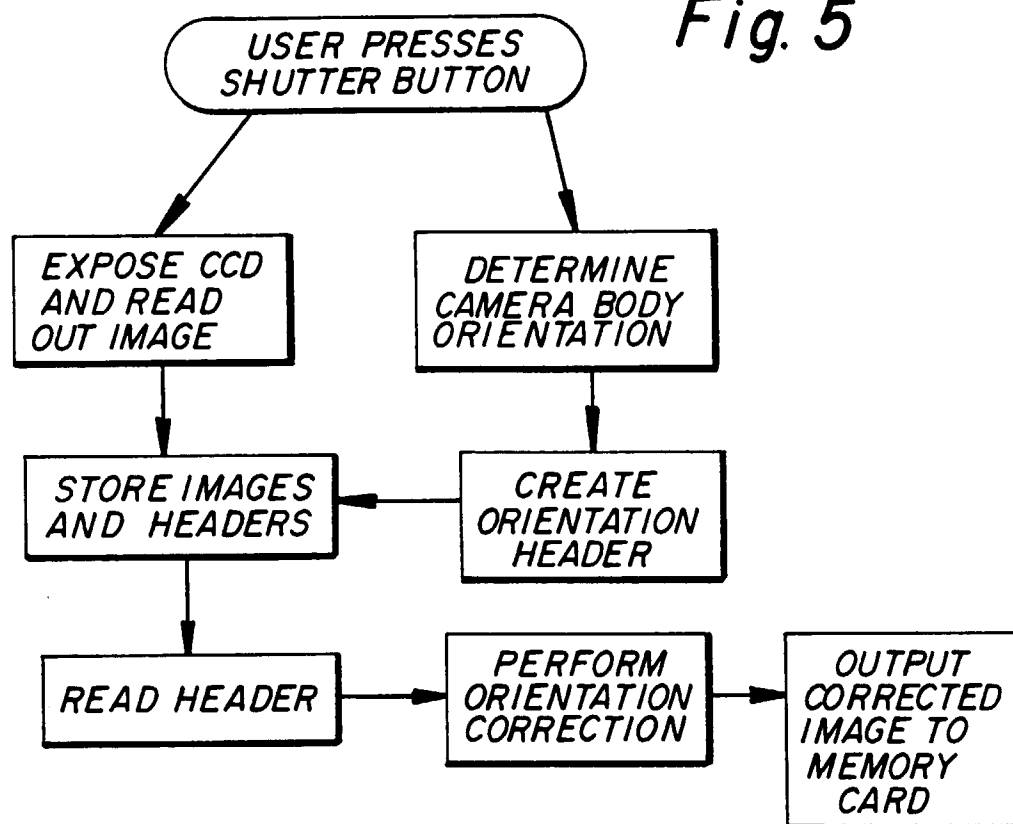 Fig. 5
USER PRESSES
SHUTTER BUTTON
EXPOSE CCD
AND READ
OUT IMAGE
DETERMINE
CAMERA BODY
ORIENTATION
STORE IMAGES
AND HEADERS
CREATE
ORIENTATION
HEADER
READ HEADER
PERFORM
ORIENTATION
CORRECTION
OUTPUT
CORRECTED
IMAGE TO
MEMORY
CARD